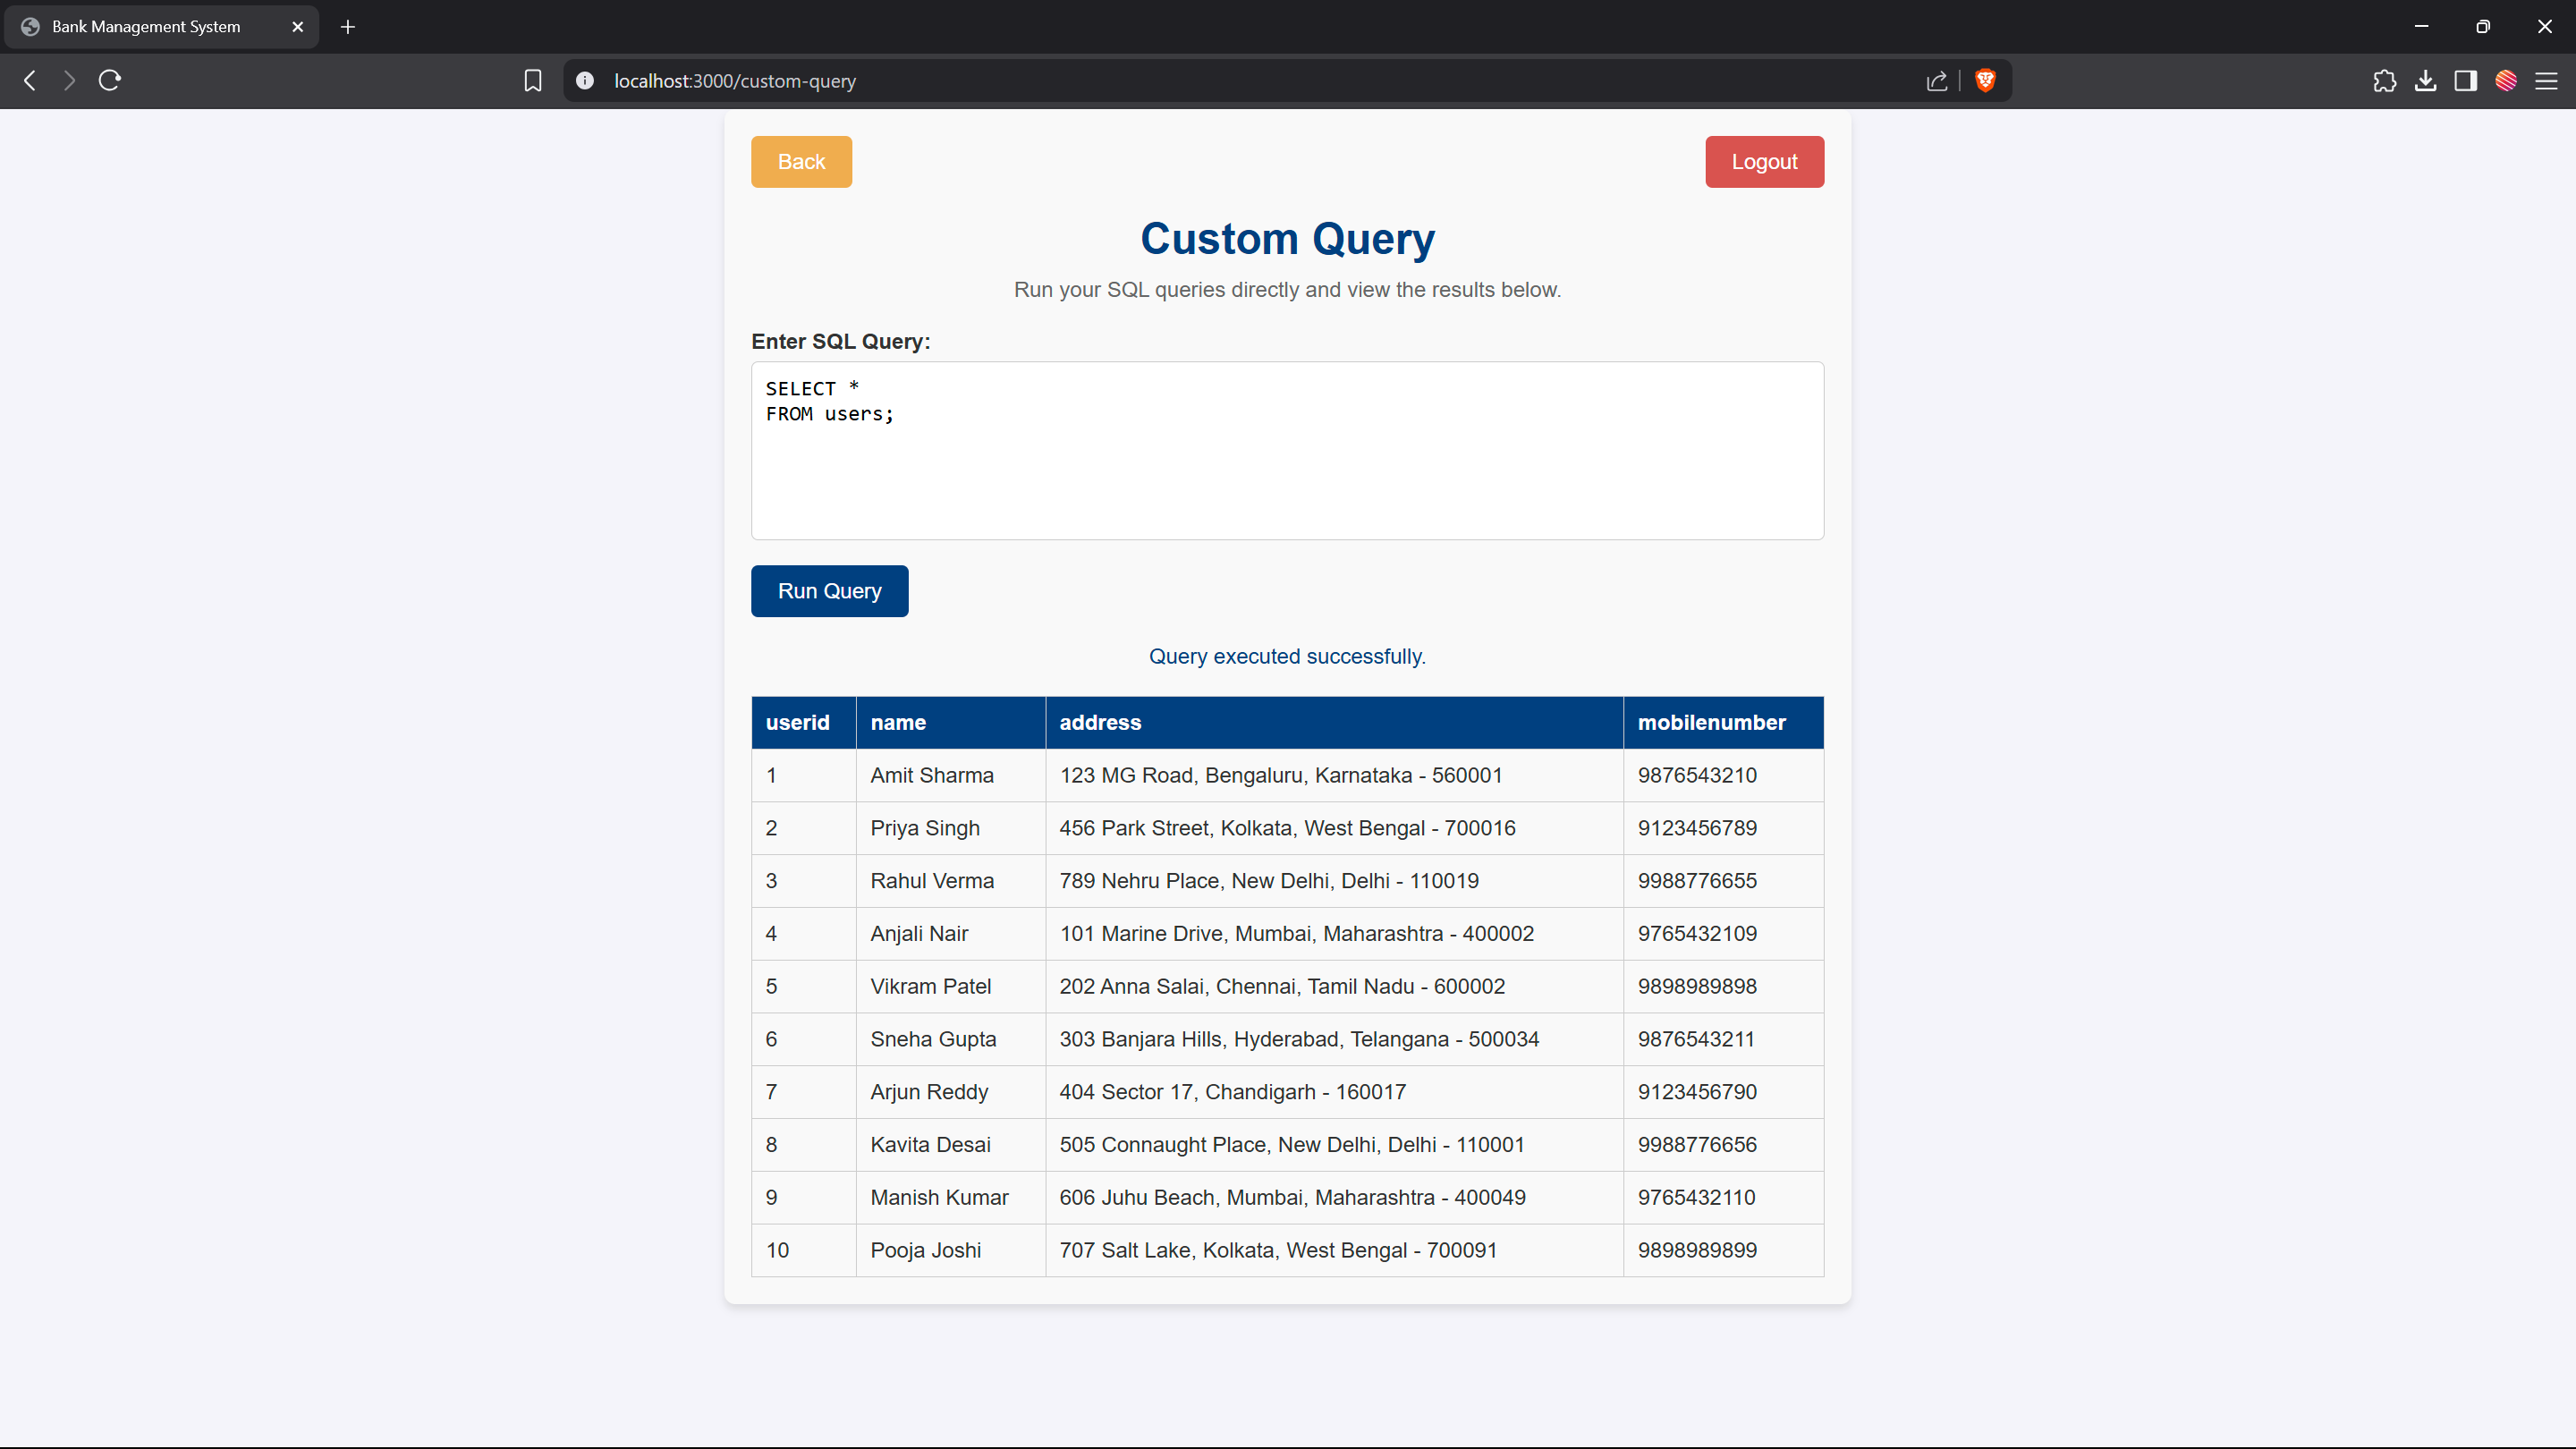 Bank Management System
localhost:3000/custom-query
Back
Logout
Custom Query
Run your SQL queries directly and view the results below.
Enter SQL Query:
SELECT *
FROM users;
Run Query
Query executed successfully.
userid name address mobilenumber
1 Amit Sharma 123 MG Road, Bengaluru, Karnataka - 560001 9876543210
2 Priya Singh 456 Park Street, Kolkata, West Bengal - 700016 9123456789
3 Rahul Verma 789 Nehru Place, New Delhi, Delhi - 110019 9988776655
4 Anjali Nair 101 Marine Drive, Mumbai, Maharashtra - 400002 9765432109
5 Vikram Patel 202 Anna Salai, Chennai, Tamil Nadu - 600002 9898989898
6 Sneha Gupta 303 Banjara Hills, Hyderabad, Telangana - 500034 9876543211
7 Arjun Reddy 404 Sector 17, Chandigarh - 160017 9123456790
8 Kavita Desai 505 Connaught Place, New Delhi, Delhi - 110001 9988776656
9 Manish Kumar 606 Juhu Beach, Mumbai, Maharashtra - 400049 9765432110
10 Pooja Joshi 707 Salt Lake, Kolkata, West Bengal - 700091 9898989899